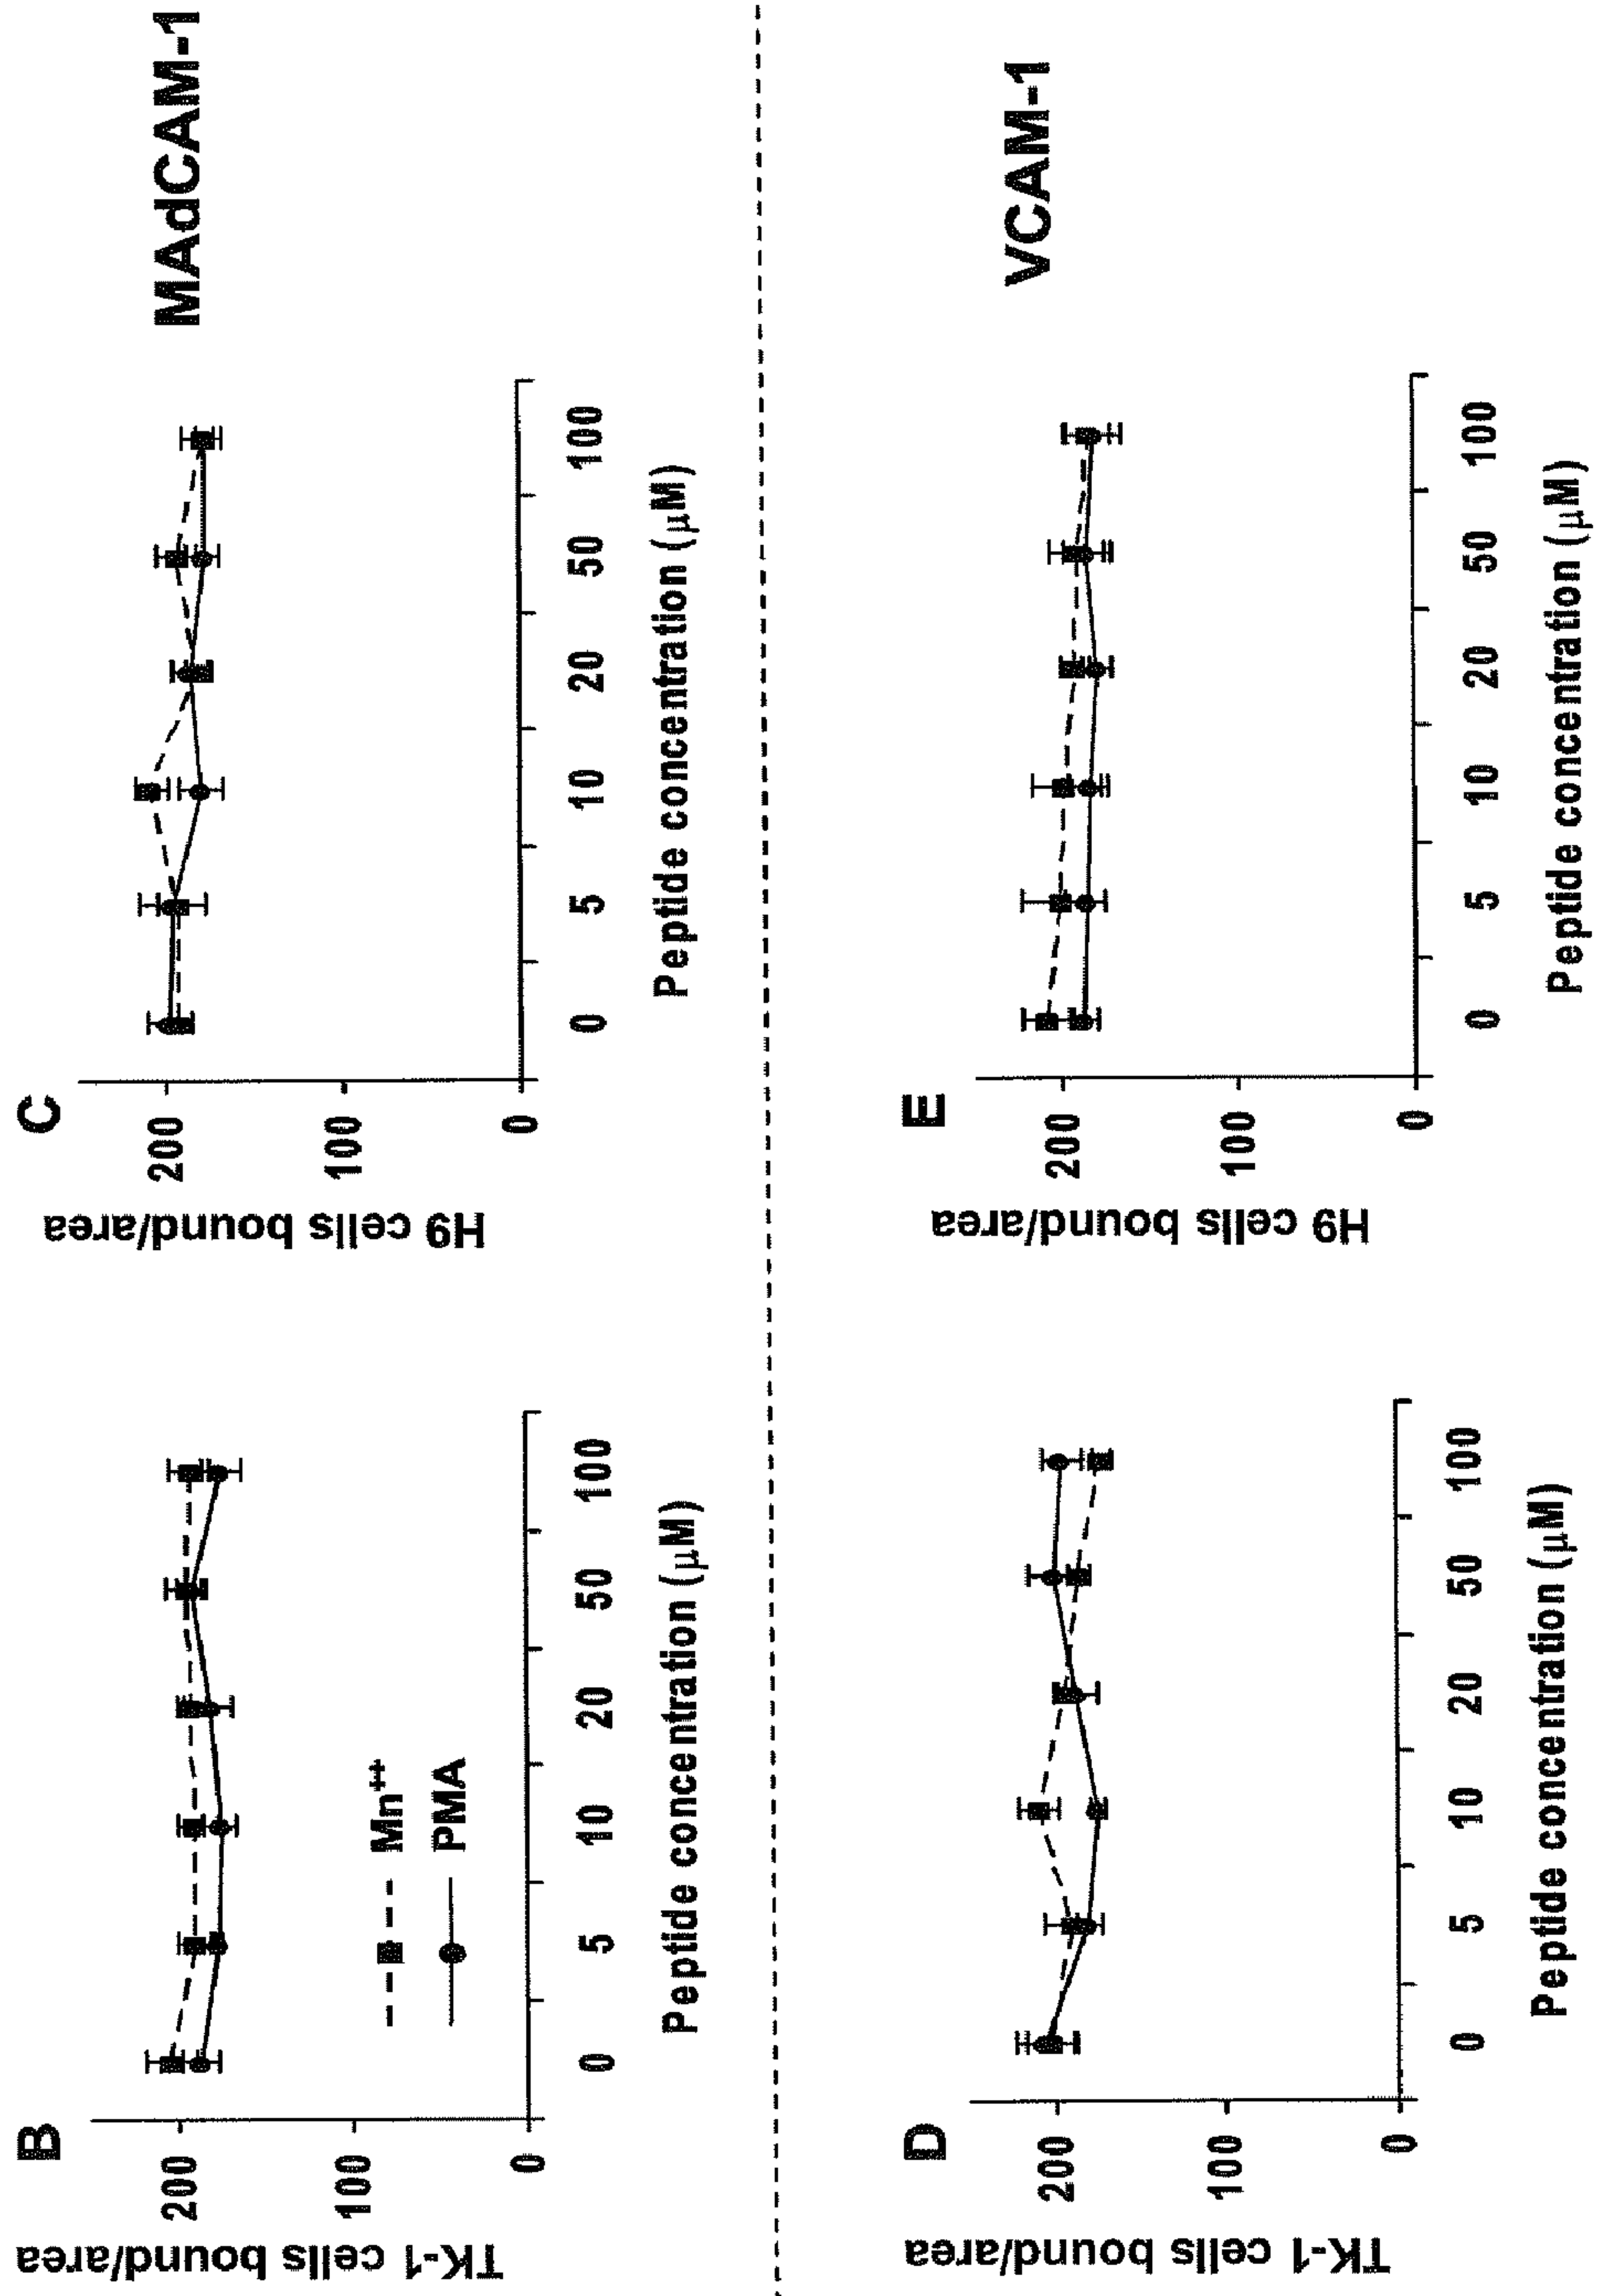 B
TK-1 cells bound/area
200
100
0
0 5 10 20 50 100
Peptide concentration (μM)
Mn⁺⁺
PMA
C
H9 cells bound/area
200
100
0
0 5 10 20 50 100
Peptide concentration (μM)
MAdCAM-1
D
TK-1 cells bound/area
200
100
0
0 5 10 20 50 100
Peptide concentration (μM)
E
H9 cells bound/area
200
100
0
0 5 10 20 50 100
Peptide concentration (μM)
VCAM-1